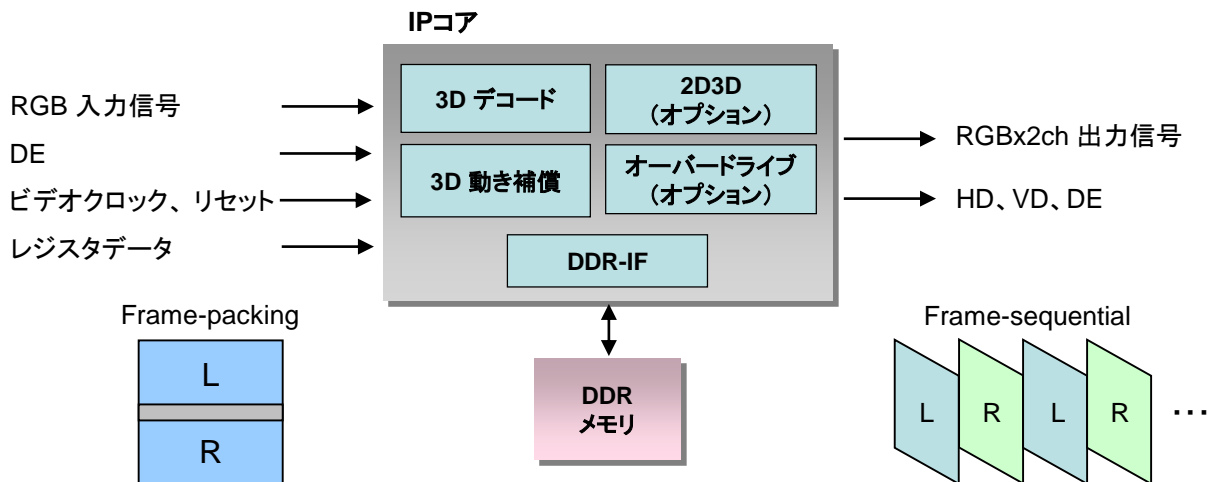 IPコア
RGB 入力信号
DE
ビデオクロック、リセット
レジスタデータ
3D デコード
2D3D
(オプション)
3D 動き補償
オーバードライブ
(オプション)
DDR-IF
RGBx2ch 出力信号
HD、VD、DE
Frame-packing
L
R
DDR
メモリ
Frame-sequential
L
R
L
R
・・・